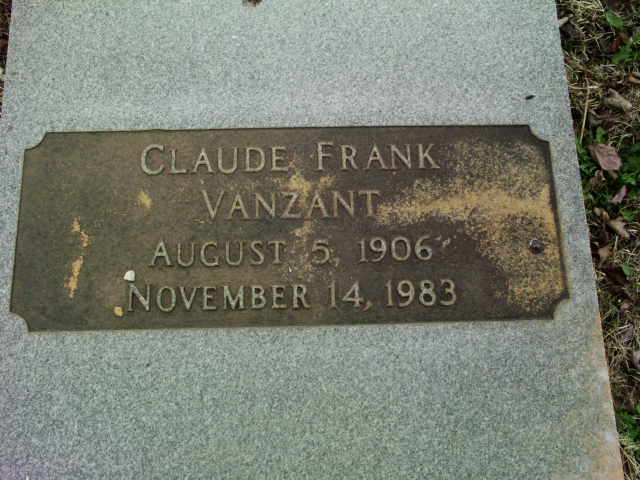 CLAUDE FRANK
VANZANT
AUGUST 5, 1906
NOVEMBER 14, 1983